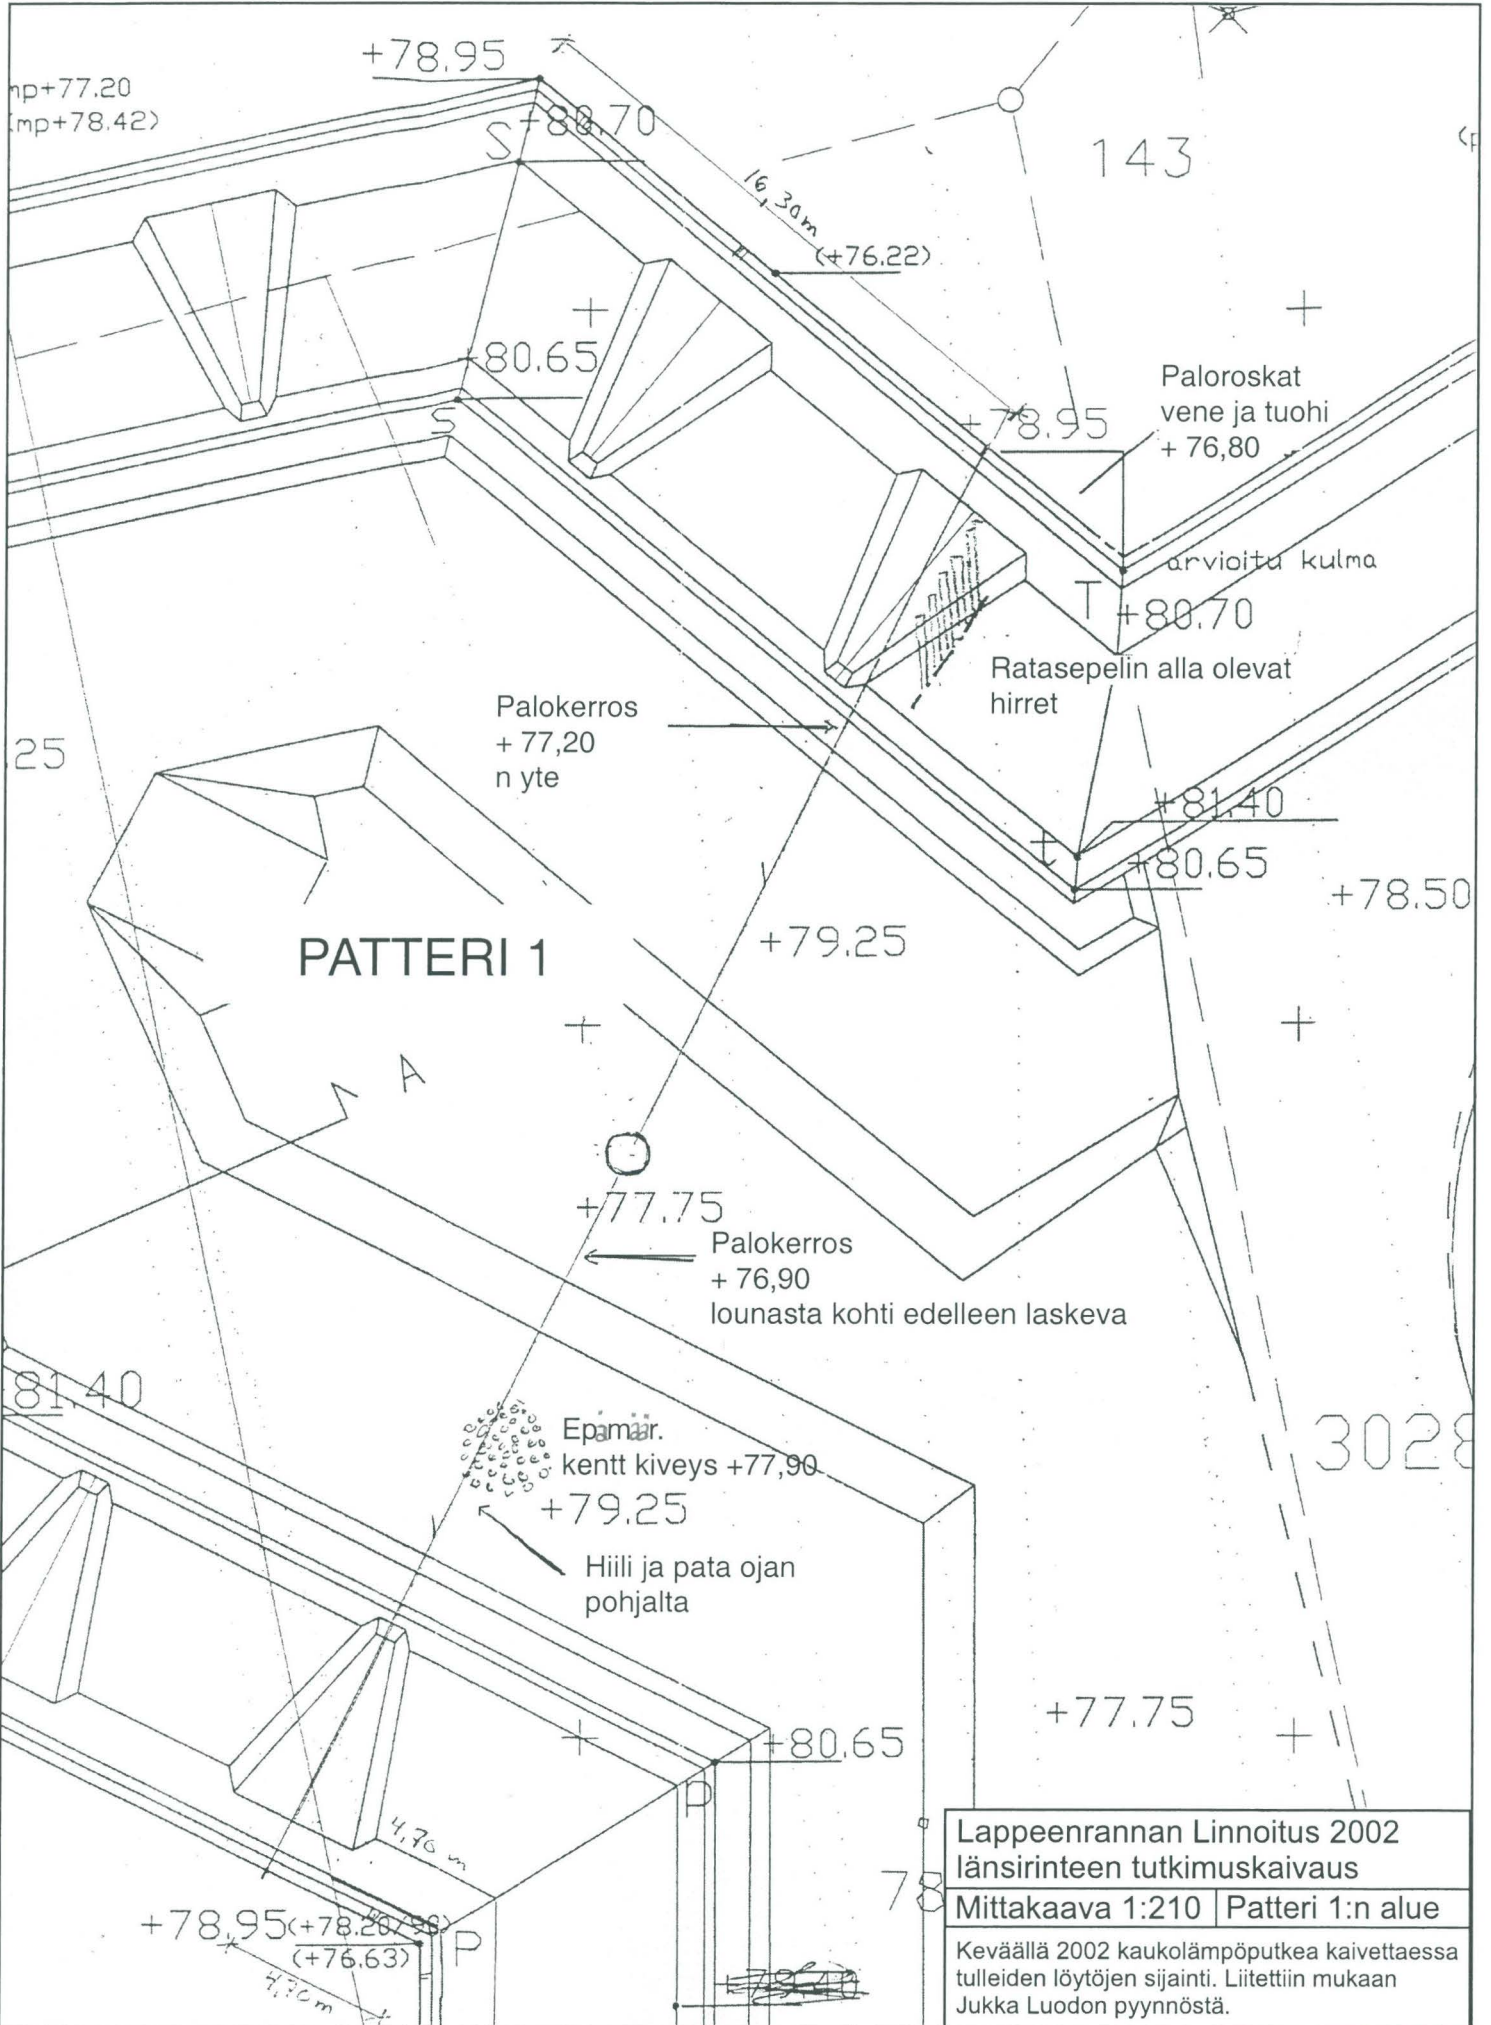 +78.95
mp+77.20
(mp+78.42)
S +80.70
143
16,30m
(+76.22)
80.65
S
Paloroskat
vene ja tuohi
+ 76,80
+78.95
arvioitu kulma
T +80.70
Ratasepelin alla olevat
hirret
Palokerros
+ 77,20
n yte
25
+81.40
t
+80.65
+78.50
+79.25
PATTERI 1
A
+77.75
Palokerros
+ 76,90
lounasta kohti edelleen laskeva
81.40
Epämäär.
kentt kiveys +77,90
3028
+79.25
Hiili ja pata ojan
pohjalta
+77.75
+80.65
P
4,70 m
78
+78.95
(+76.63)
P
4,70m
Lappeenrannan Linnoitus 2002
länsirinteen tutkimuskaivaus
Mittakaava 1:210 Patteri 1:n alue
Keväällä 2002 kaukolämpöputkea kaivettaessa
tulleiden löytöjen sijainti. Liitettiin mukaan
Jukka Luodon pyynnöstä.